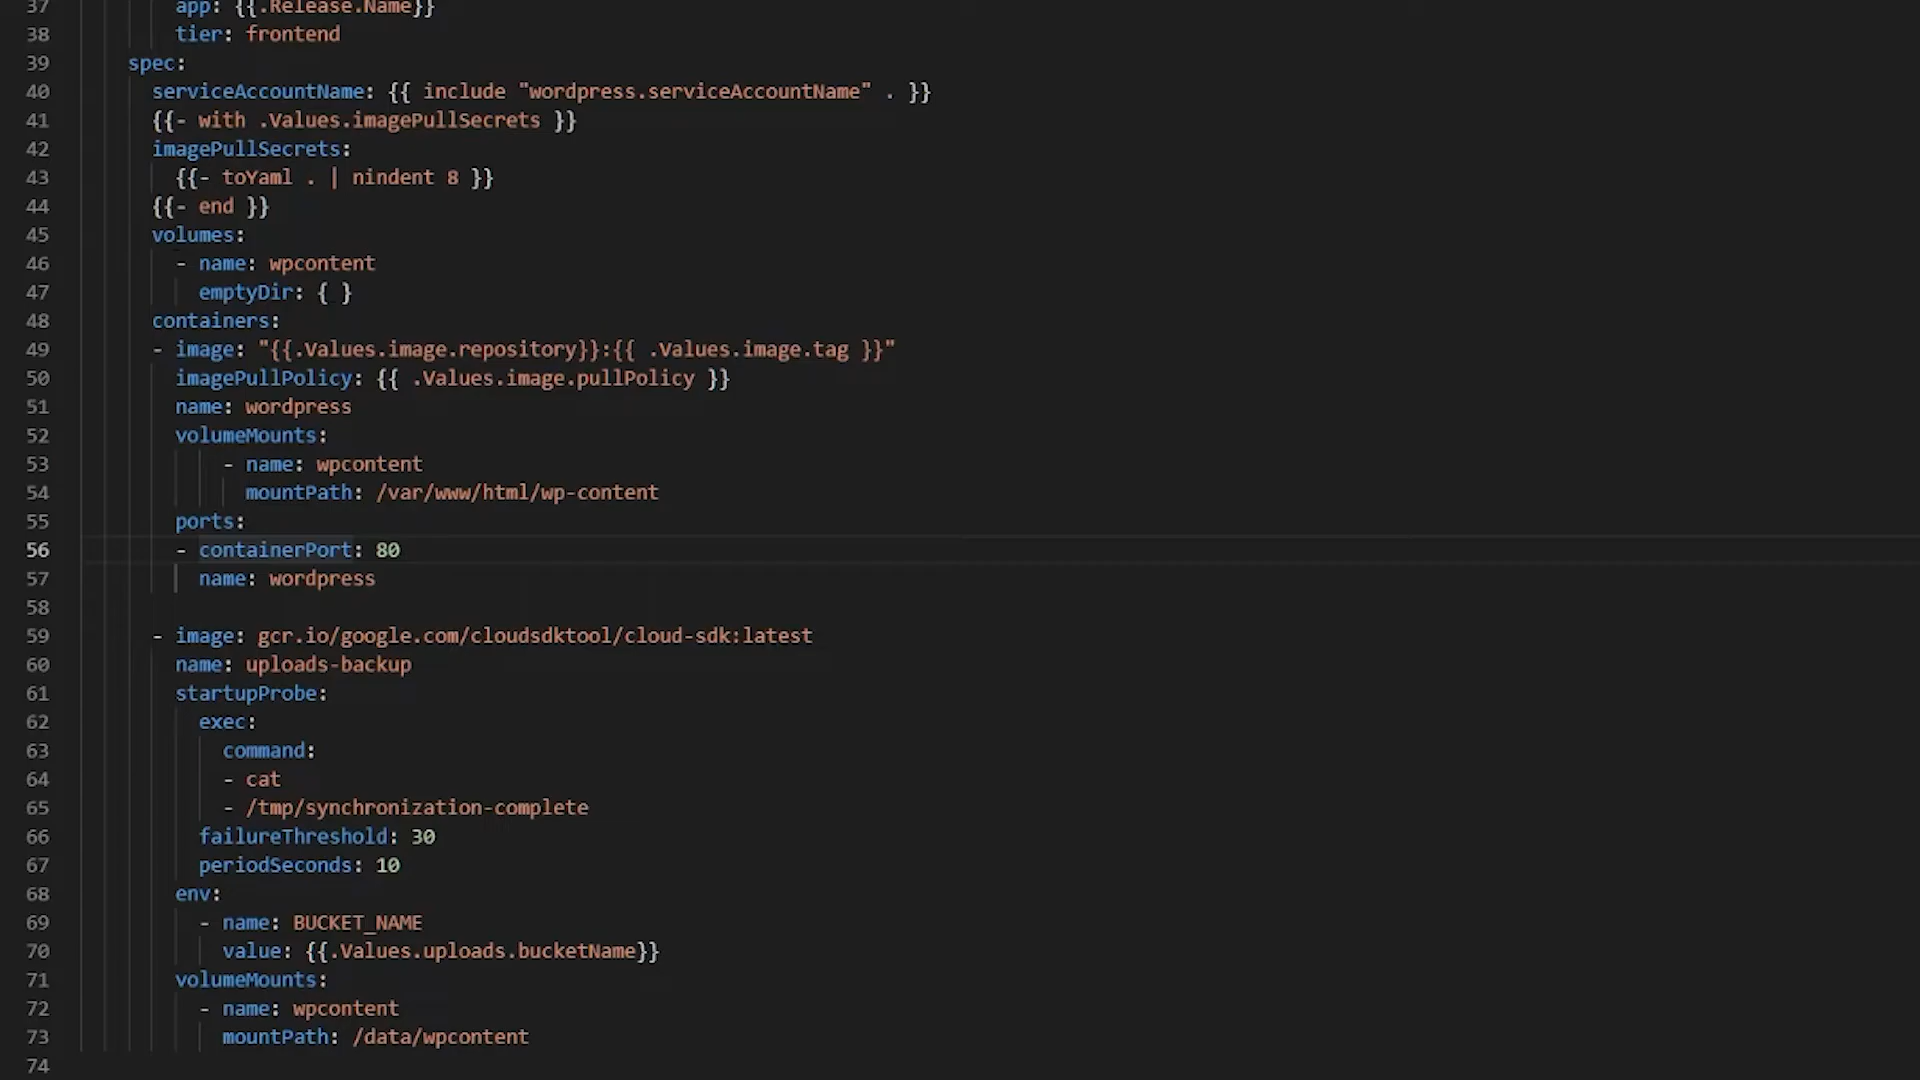 37 app: {{.Release.Name}}
38 tier: frontend
39 spec:
40 serviceAccountName: {{ include "wordpress.serviceAccountName" . }}
41 {{- with .Values.imagePullSecrets }}
42 imagePullSecrets:
43 {{- toYaml . | nindent 8 }}
44 {{- end }}
45 volumes:
46 - name: wpcontent
47 emptyDir: { }
48 containers:
49 - image: "{{.Values.image.repository}}:{{ .Values.image.tag }}"
50 imagePullPolicy: {{ .Values.image.pullPolicy }}
51 name: wordpress
52 volumeMounts:
53 - name: wpcontent
54 mountPath: /var/www/html/wp-content
55 ports:
56 - containerPort: 80
57 name: wordpress
58
59 - image: gcr.io/google.com/cloudsdktool/cloud-sdk:latest
60 name: uploads-backup
61 startupProbe:
62 exec:
63 command:
64 - cat
65 - /tmp/synchronization-complete
66 failureThreshold: 30
67 periodSeconds: 10
68 env:
69 - name: BUCKET_NAME
70 value: {{.Values.uploads.bucketName}}
71 volumeMounts:
72 - name: wpcontent
73 mountPath: /data/wpcontent
74